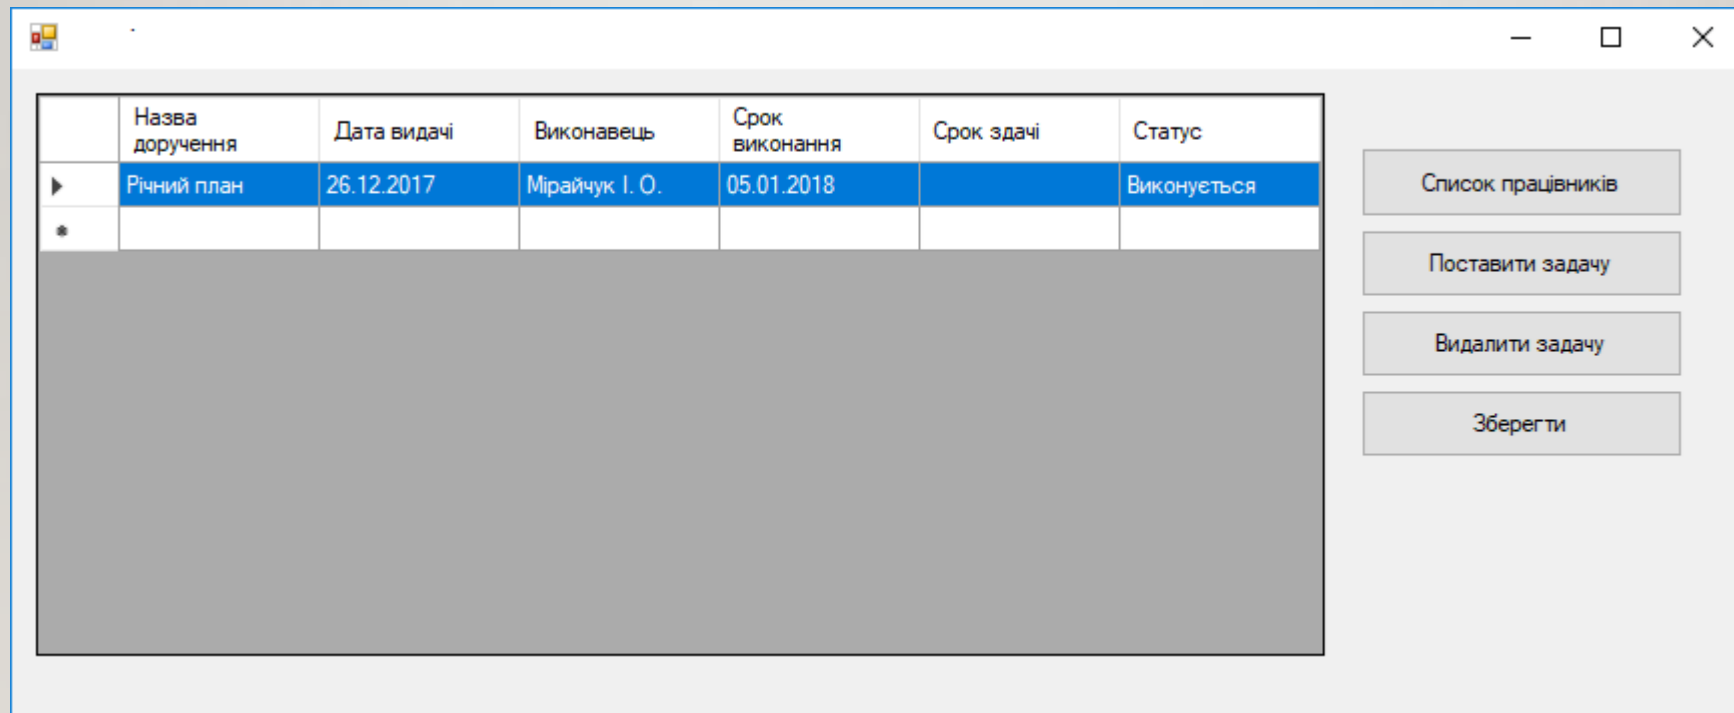 Назва
доручення
Дата видачі
Виконавець
Срок
виконання
Срок здачі
Статус
Річний план
26.12.2017
Мірайчук І. О.
05.01.2018
Виконується
Список працівників
Поставити задачу
Видалити задачу
Зберегти